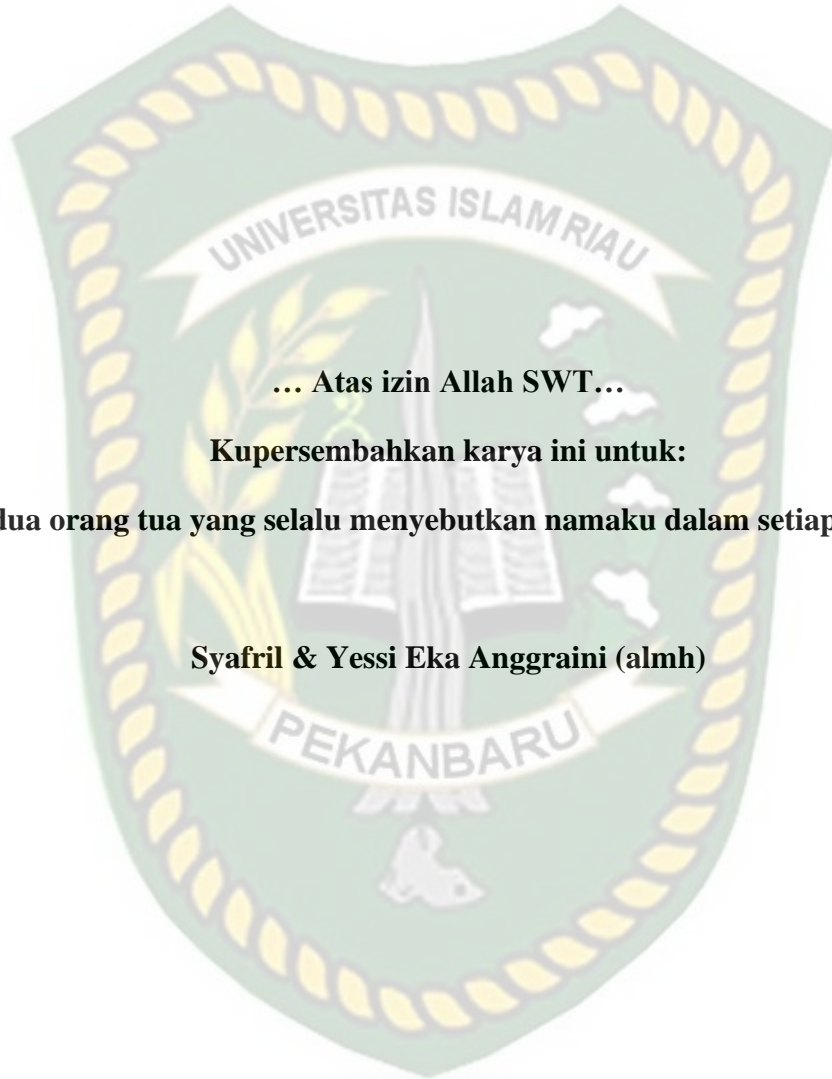 UNIVERSITAS ISLAM RIAU
… Atas izin Allah SWT…
Kupersembahkan karya ini untuk:
dua orang tua yang selalu menyebutkan namaku dalam setiap
Syafril & Yessi Eka Anggraini (almh)
PEKANBARU